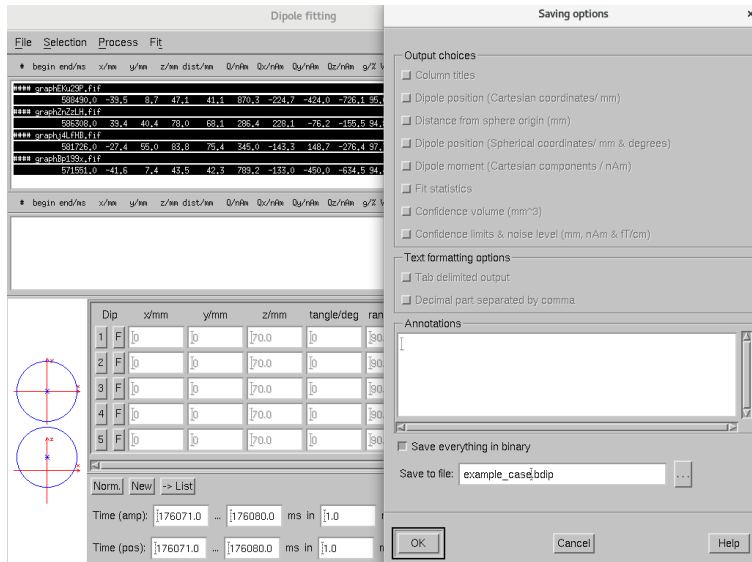 Dipole fitting
File Selection Process Fit
# begin end/ms x/mm y/mm z/mm dist/mm Q/nAm Qx/nAm Qy/nAm Qz/nAm g/%
#### graphEKu29P.fif
588490.0 -39.5 8.7 47.1 41.1 870.3 -224.7 -424.0 -726.1 95.
#### graphZnZzLH.fif
586308.0 39.4 40.4 78.0 68.1 286.4 228.1 -76.2 -155.5 94.
#### graphj4LfHB.fif
581726.0 -27.4 55.0 83.8 75.4 345.0 -143.3 148.7 -276.4 97.
#### graphBp199x.fif
571551.0 -41.6 7.4 43.5 42.3 789.2 -133.0 -450.0 -634.5 94.
# begin end/ms x/mm y/mm z/mm dist/mm Q/nAm Qx/nAm Qy/nAm Qz/nAm g/%
Dip x/mm y/mm z/mm tangle/deg ran
1 F 0 0 70.0 0 90.
2 F 0 0 70.0 0 90.
3 F 0 0 70.0 0 90.
4 F 0 0 70.0 0 90.
5 F 0 0 70.0 0 90.
z
x
z
Norm. New -> List
Time (amp): 176071.0 ... 176080.0 ms in 1.0
Time (pos): 176071.0 ... 176080.0 ms in 1.0
Saving options
Output choices
Column titles
Dipole position (Cartesian coordinates/ mm)
Distance from sphere origin (mm)
Dipole position (Spherical coordinates/ mm & degrees)
Dipole moment (Cartesian components / nAm)
Fit statistics
Confidence volume (mm^3)
Confidence limits & noise level (mm, nAm & fT/cm)
Text formatting options
Tab delimited output
Decimal part separated by comma
Annotations
Save everything in binary
Save to file: example_case.bdip ...
OK Cancel Help